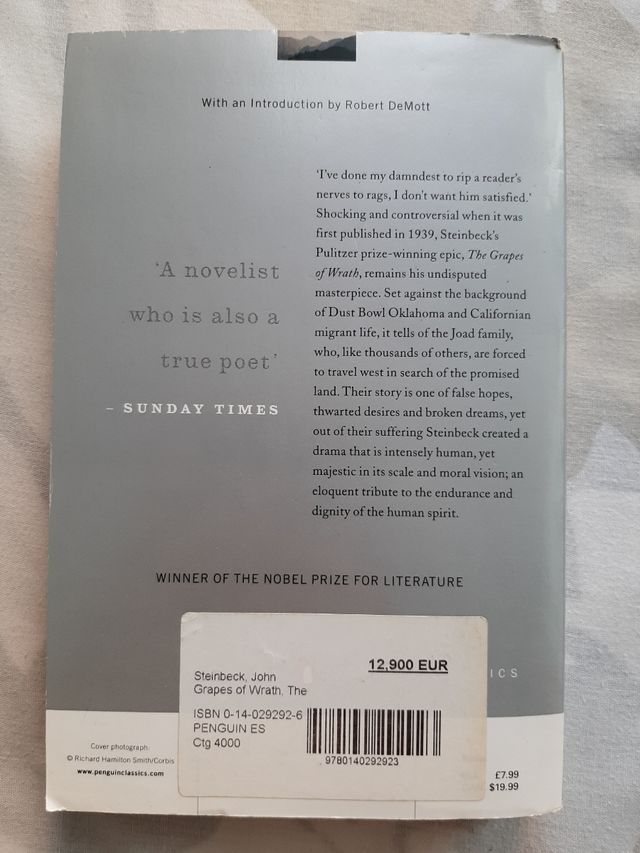 With an Introduction by Robert DeMott
'I've done my damndest to rip a reader's
nerves to rags, I don't want him satisfied.'
Shocking and controversial when it was
first published in 1939, Steinbeck's
Pulitzer prize-winning epic, The Grapes
of Wrath, remains his undisputed
masterpiece. Set against the background
of Dust Bowl Oklahoma and Californian
migrant life, it tells of the Joad family,
who, like thousands of others, are forced
to travel west in search of the promised
land. Their story is one of false hopes,
thwarted desires and broken dreams, yet
out of their suffering Steinbeck created a
drama that is intensely human, yet
majestic in its scale and moral vision; an
eloquent tribute to the endurance and
dignity of the human spirit.
'A novelist
who is also a
true poet'
– SUNDAY TIMES
WINNER OF THE NOBEL PRIZE FOR LITERATURE
ICS
12,900 EUR
Steinbeck, John
Grapes of Wrath, The
ISBN 0-14-029292-6
PENGUIN ES
Ctg 4000
9780140292923
Cover photograph:
© Richard Hamilton Smith/Corbis
www.penguinclassics.com
£7.99
$19.99